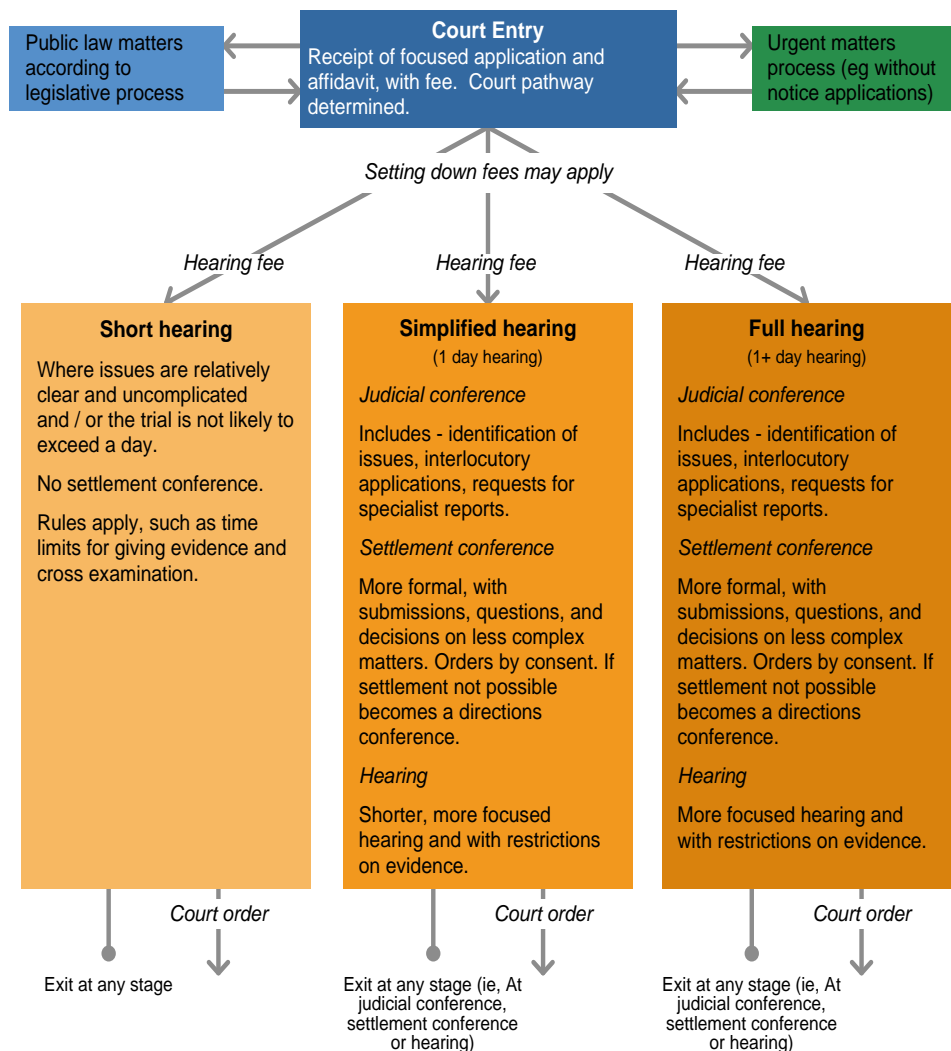 Public law matters
according to
legislative process
Court Entry
Receipt of focused application and
affidavit, with fee.  Court pathway
determined.
Urgent matters
process (eg without
notice applications)
Setting down fees may apply
Hearing fee
Hearing fee
Hearing fee
Short hearing
Where issues are relatively
clear and uncomplicated
and / or the trial is not likely to
exceed a day.
No settlement conference.
Rules apply, such as time
limits for giving evidence and
cross examination.
Simplified hearing
(1 day hearing)
Judicial conference
Includes - identification of
issues, interlocutory
applications, requests for
specialist reports.
Settlement conference
More formal, with
submissions, questions, and
decisions on less complex
matters. Orders by consent. If
settlement not possible
becomes a directions
conference.
Hearing
Shorter, more focused
hearing and with restrictions
on evidence.
Full hearing
(1+ day hearing)
Judicial conference
Includes - identification of
issues, interlocutory
applications, requests for
specialist reports.
Settlement conference
More formal, with
submissions, questions, and
decisions on less complex
matters. Orders by consent. If
settlement not possible
becomes a directions
conference.
Hearing
More focused hearing and
with restrictions on evidence.
Court order
Exit at any stage
Court order
Exit at any stage (ie, At
judicial conference,
settlement conference
or hearing)
Court order
Exit at any stage (ie, At
judicial conference,
settlement conference
or hearing)